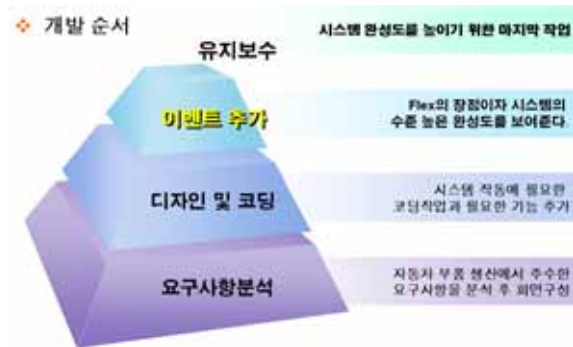 ❖ 개발 순서
유지보수
시스템 완성도를 높이기 위한 마지막 작업
이벤트 추가
Flex의 장점이자 시스템의
수준 높은 완성도를 보여준다.
디자인 및 코딩
시스템 작동에 필요한
코딩작업과 필요한 기능 추가
요구사항분석
자동차 부품 생산에서 추수한
요구사항을 분석 후 화면구성